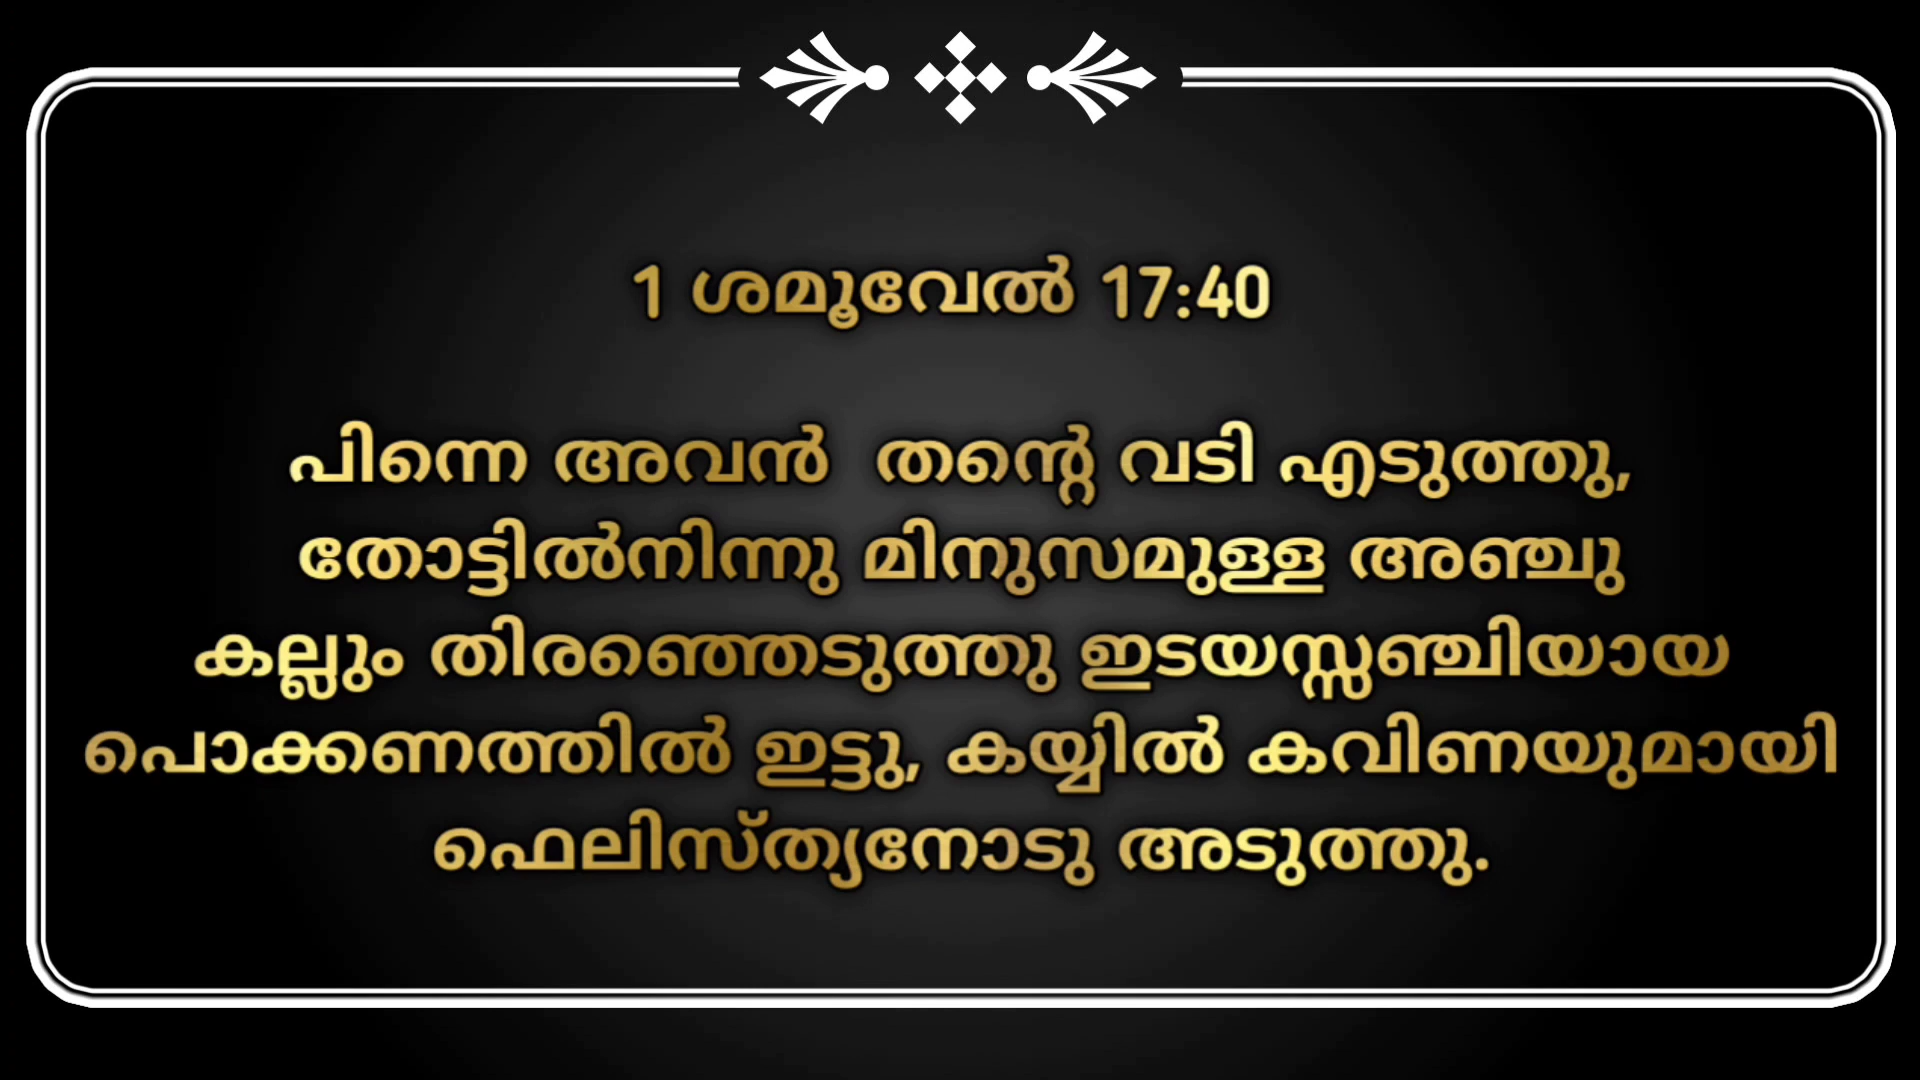 1 ശമൂവേൽ 17:40
പിന്നെ അവൻ തന്റെ വടി എടുത്തു,
തോട്ടിൽനിന്നു മിനുസമുള്ള അഞ്ചു
കല്ലും തിരഞ്ഞെടുത്തു ഇടയസ്സഞ്ചിയായ
പൊക്കണത്തിൽ ഇട്ടു, കയ്യിൽ കവിണയുമായി
ഫെലിസ്ത്യനോടു അടുത്തു.